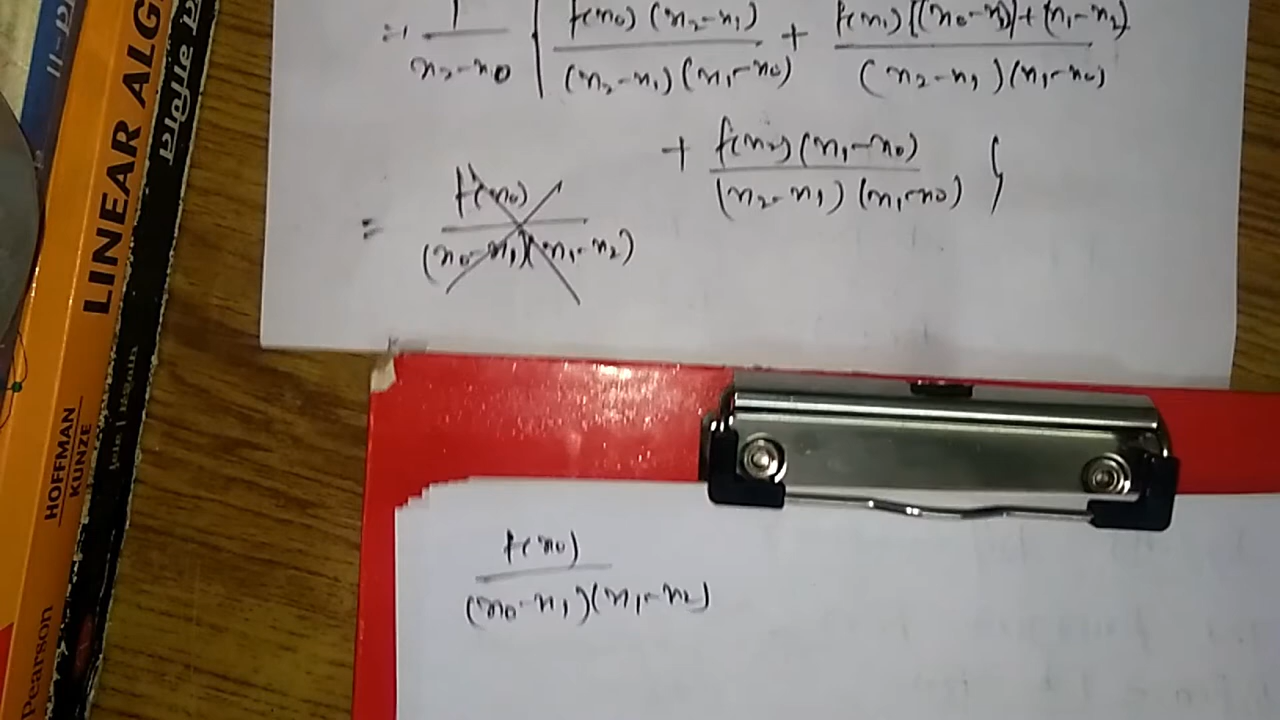 = 1/(x₂-x₀) { f(x₀)(x₂-x₁)/(x₂-x₁)(x₁-x₀) + f(x₁)[(x₀-x₁)+(x₁-x₂)]/(x₂-x₁)(x₁-x₀)
+ f(x₂)(x₁-x₀)/(x₂-x₁)(x₁-x₀) }
= f(x₀)/(x₀-x₁)(x₁-x₂)
f(x₀)/(x₀-x₁)(x₁-x₂)
LINEAR ALG
HOFFMAN
KUNZE
Pearson